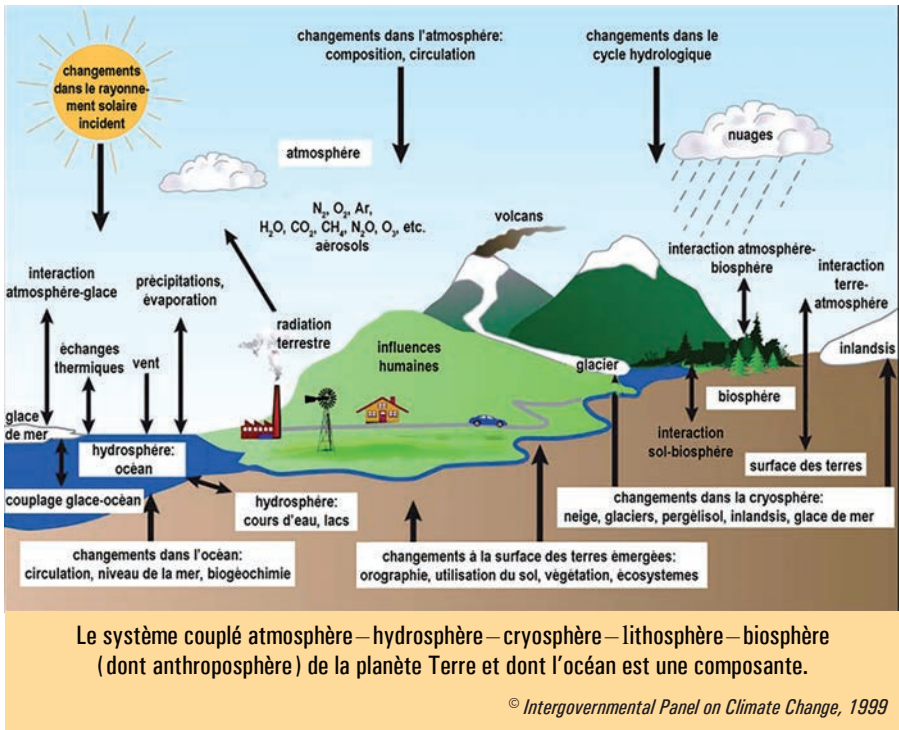 changements
dans le rayonne-
ment solaire
incident
changements dans l'atmosphère:
composition, circulation
changements dans le
cycle hydrologique
atmosphère
nuages
N₂, O₂, Ar,
H₂O, CO₂, CH₄, N₂O, O₃, etc.
aérosols
volcans
interaction atmosphère-
biosphère
interaction
terre-
atmosphère
interaction
atmosphère-glace
précipitations,
évaporation
radiation
terrestre
échanges
thermiques
vent
influences
humaines
glacier
inlandsis
biosphère
glace
de mer
hydrosphère:
océan
interaction
sol-biosphère
surface des terres
couplage glace-océan
hydrosphère:
cours d'eau, lacs
changements dans la cryosphère:
neige, glaciers, pergélisol, inlandsis, glace de mer
changements dans l'océan:
circulation, niveau de la mer, biogéochimie
changements à la surface des terres émergées:
orographie, utilisation du sol, végétation, écosystemes
Le système couplé atmosphère – hydrosphère – cryosphère – lithosphère – biosphère
(dont anthroposphère) de la planète Terre et dont l'océan est une composante.
© Intergovernmental Panel on Climate Change, 1999